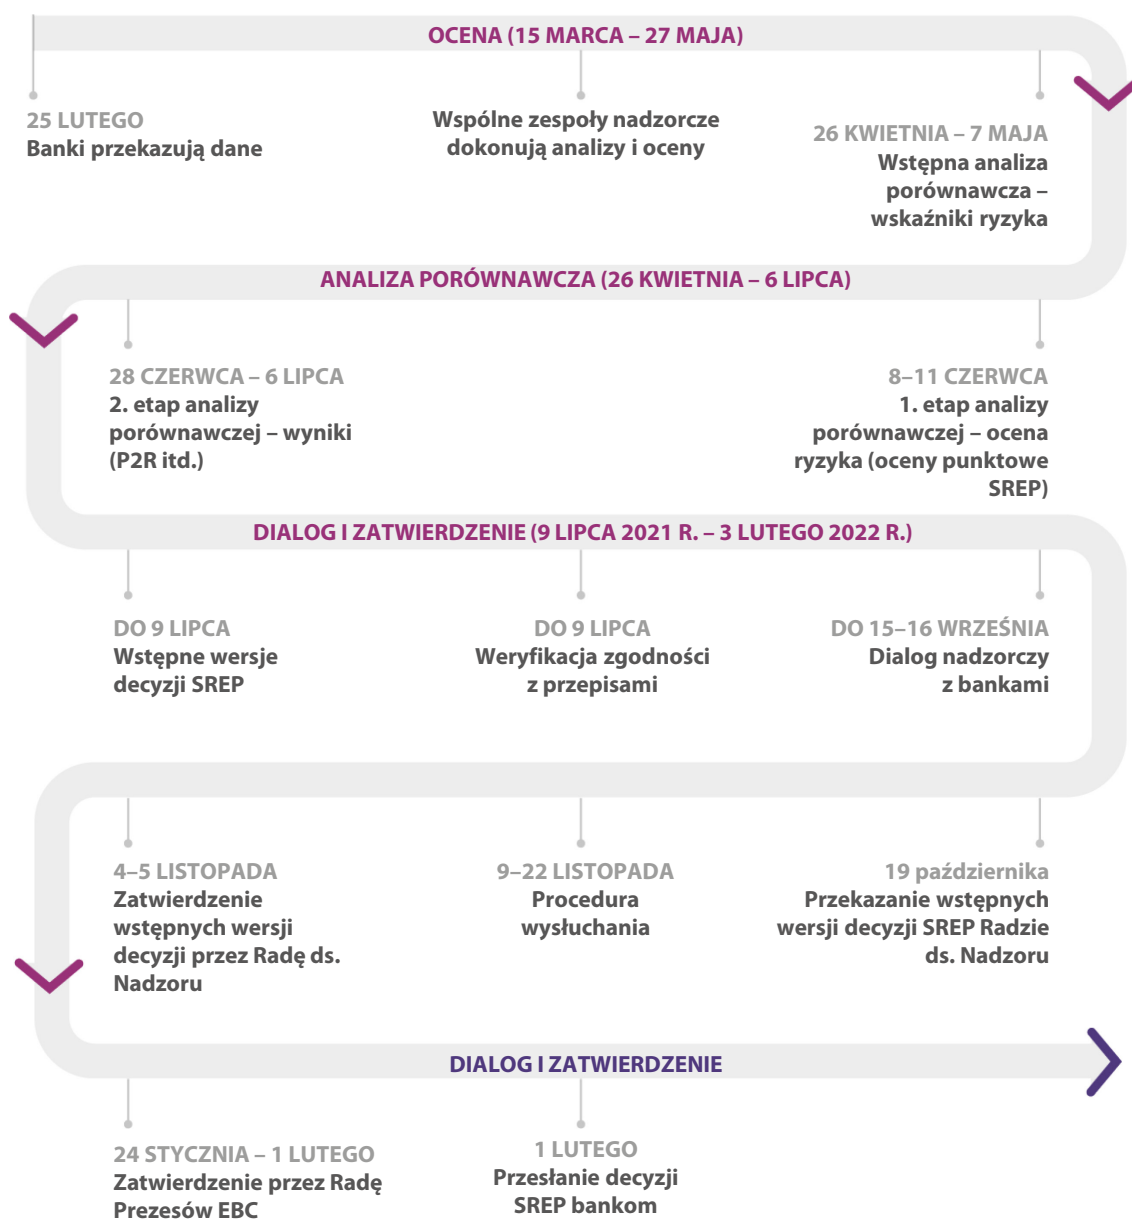 OCENA (15 MARCA – 27 MAJA)
25 LUTEGO
Banki przekazują dane
Wspólne zespoły nadzorcze
dokonują analizy i oceny
26 KWIETNIA – 7 MAJA
Wstępna analiza
porównawcza –
wskaźniki ryzyka
ANALIZA PORÓWNAWCZA (26 KWIETNIA – 6 LIPCA)
28 CZERWCA – 6 LIPCA
2. etap analizy
porównawczej – wyniki
(P2R itd.)
8–11 CZERWCA
1. etap analizy
porównawczej – ocena
ryzyka (oceny punktowe
SREP)
DIALOG I ZATWIERDZENIE (9 LIPCA 2021 R. – 3 LUTEGO 2022 R.)
DO 9 LIPCA
Wstępne wersje
decyzji SREP
DO 9 LIPCA
Weryfikacja zgodności
z przepisami
DO 15–16 WRZEŚNIA
Dialog nadzorczy
z bankami
4–5 LISTOPADA
Zatwierdzenie
wstępnych wersji
decyzji przez Radę ds.
Nadzoru
9–22 LISTOPADA
Procedura
wysłuchania
19 października
Przekazanie wstępnych
wersji decyzji SREP Radzie
ds. Nadzoru
DIALOG I ZATWIERDZENIE
24 STYCZNIA – 1 LUTEGO
Zatwierdzenie przez Radę
Prezesów EBC
1 LUTEGO
Przesłanie decyzji
SREP bankom